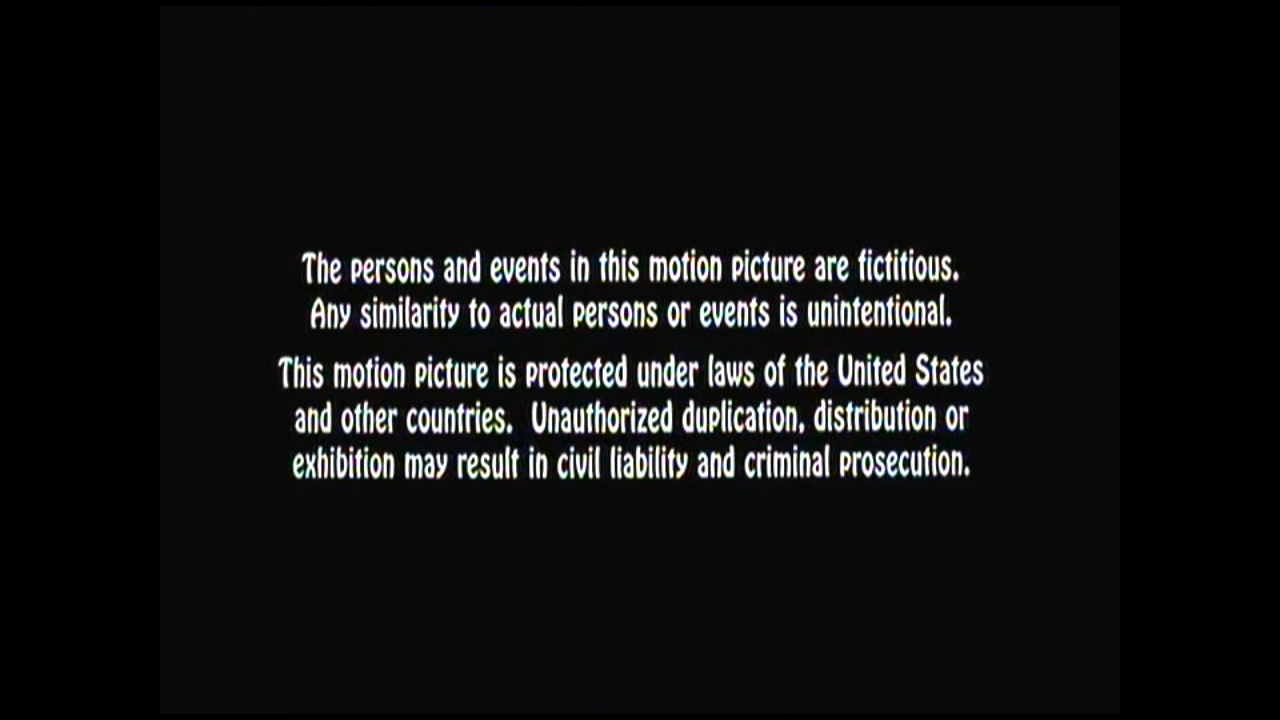 The persons and events in this motion picture are fictitious.
Any similarity to actual persons or events is unintentional.
This motion picture is protected under laws of the United States
and other countries. Unauthorized duplication, distribution or
exhibition may result in civil liability and criminal prosecution.